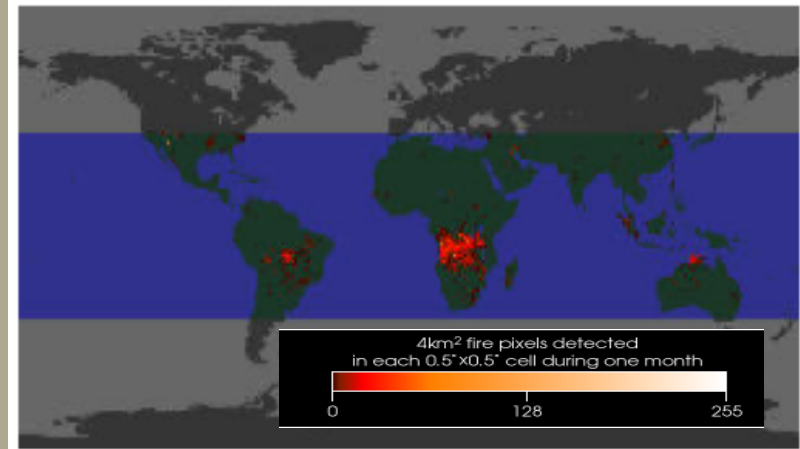 4km² fire pixels detected
in each 0.5°x0.5° cell during one month
0 128 255